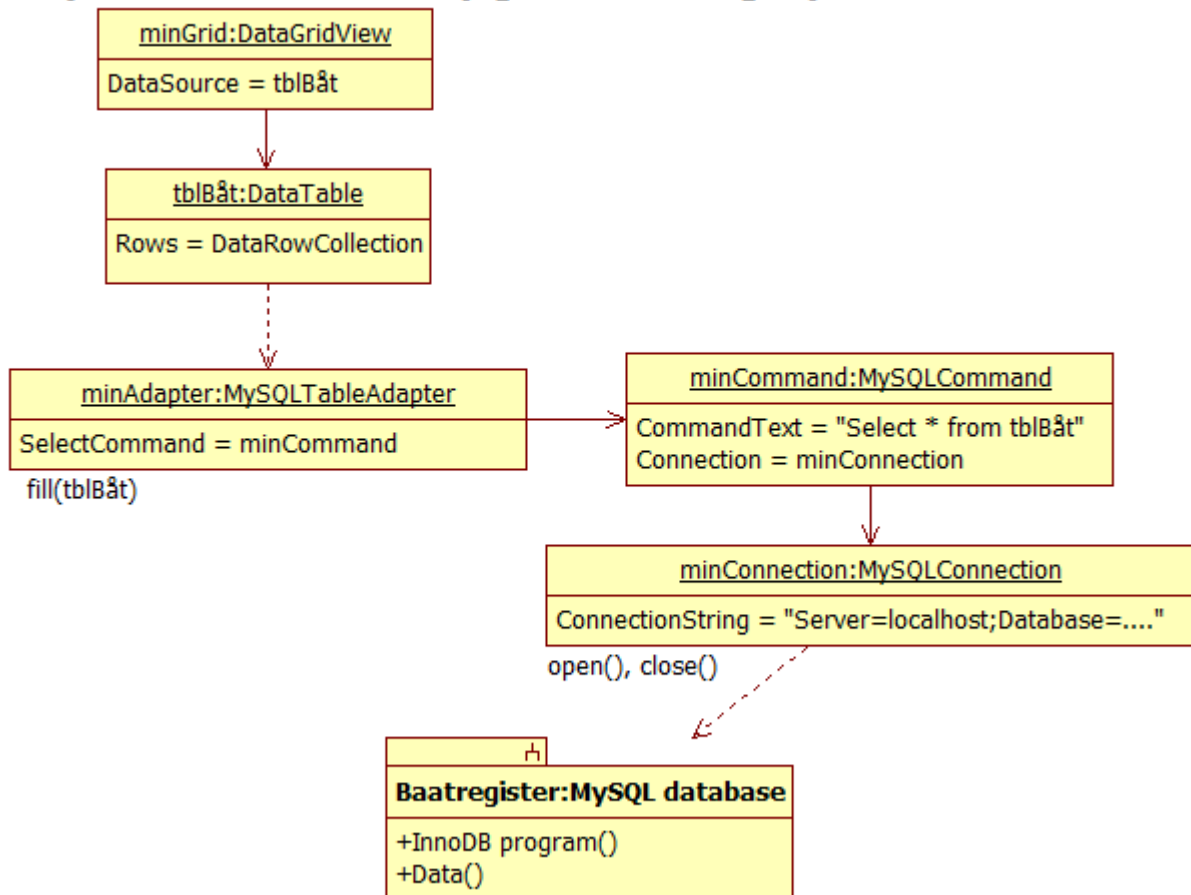 minGrid:DataGridView
DataSource = tblBåt
tblBåt:DataTable
Rows = DataRowCollection
minAdapter:MySQLTableAdapter
SelectCommand = minCommand
fill(tblBåt)
minCommand:MySQLCommand
CommandText = "Select * from tblBåt"
Connection = minConnection
minConnection:MySQLConnection
ConnectionString = "Server=localhost;Database=...."
open(), close()
Baatregister:MySQL database
+InnoDB program()
+Data()